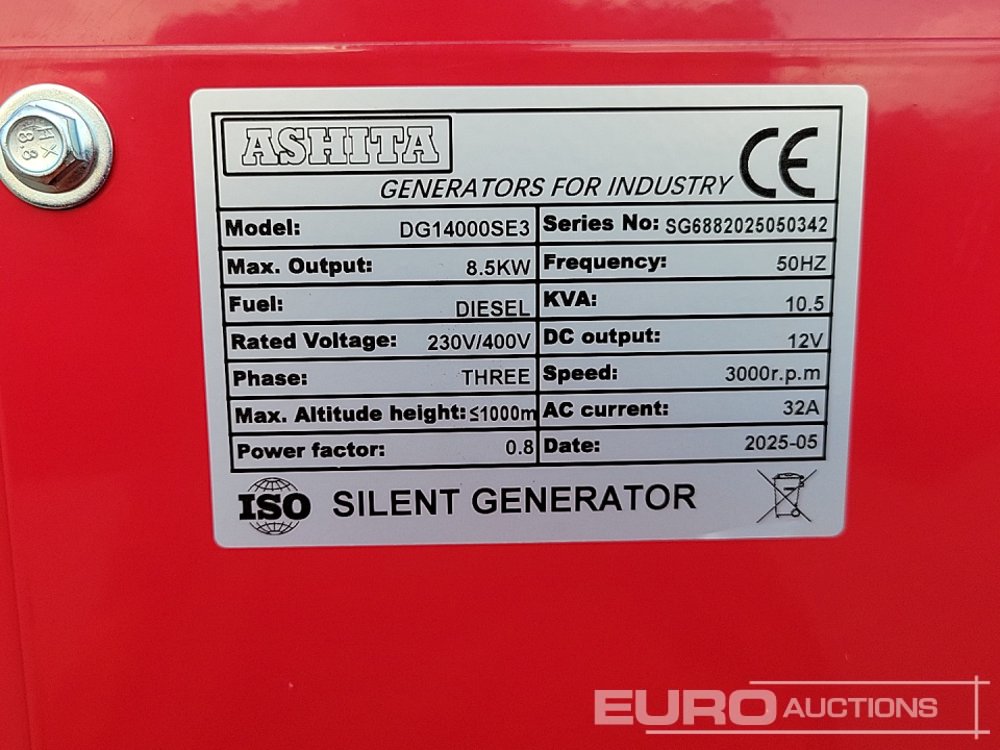 HX
8.8
ASHITA
CE
GENERATORS FOR INDUSTRY
Model: DG14000SE3 Series No: SG6882025050342
Max. Output: 8.5KW Frequency: 50HZ
Fuel: DIESEL KVA: 10.5
Rated Voltage: 230V/400V DC output: 12V
Phase: THREE Speed: 3000r.p.m
Max. Altitude height: ≤1000m AC current: 32A
Power factor: 0.8 Date: 2025-05
ISO SILENT GENERATOR
EURO AUCTIONS